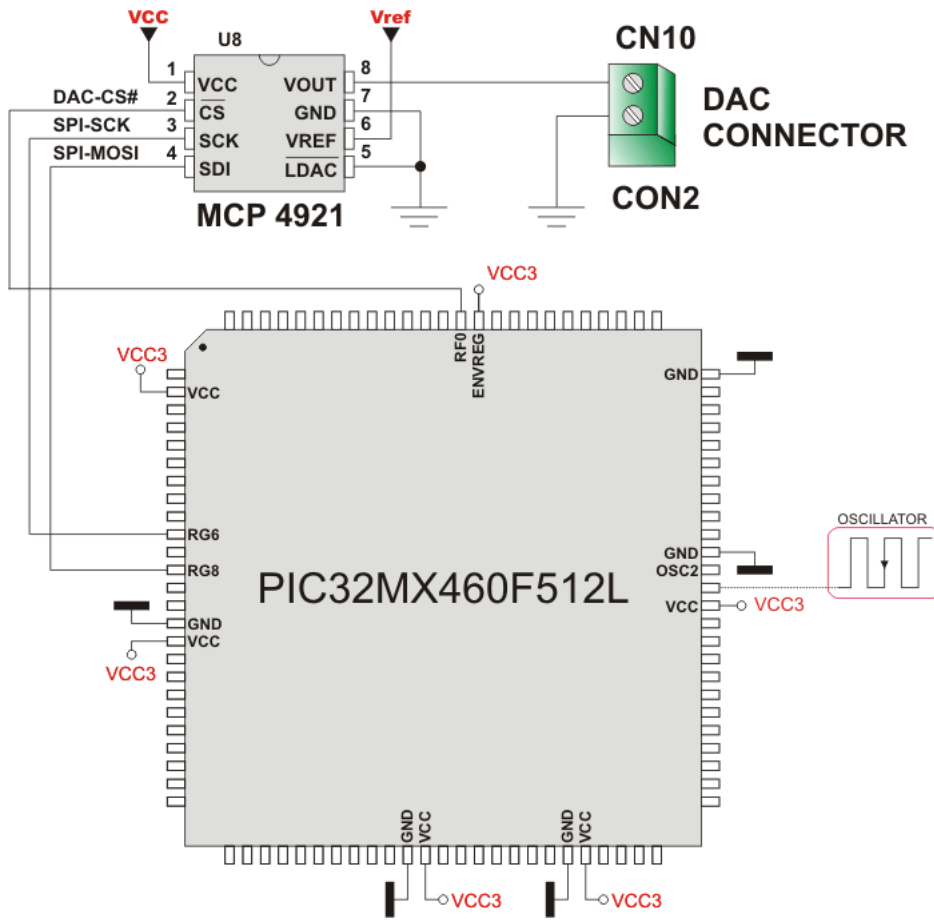 VCC
Vref
U8
CN10
1
VCC
VOUT
8
DAC-CS#
2
CS
GND
7
DAC
CONNECTOR
SPI-SCK
3
SCK
VREF
6
SPI-MOSI
4
SDI
LDAC
5
MCP 4921
CON2
VCC3
RF0
ENVREG
VCC3
VCC
GND
OSCILLATOR
RG6
GND
RG8
OSC2
PIC32MX460F512L
VCC
VCC3
GND
VCC
VCC3
GND
VCC
GND
VCC
VCC3
VCC3